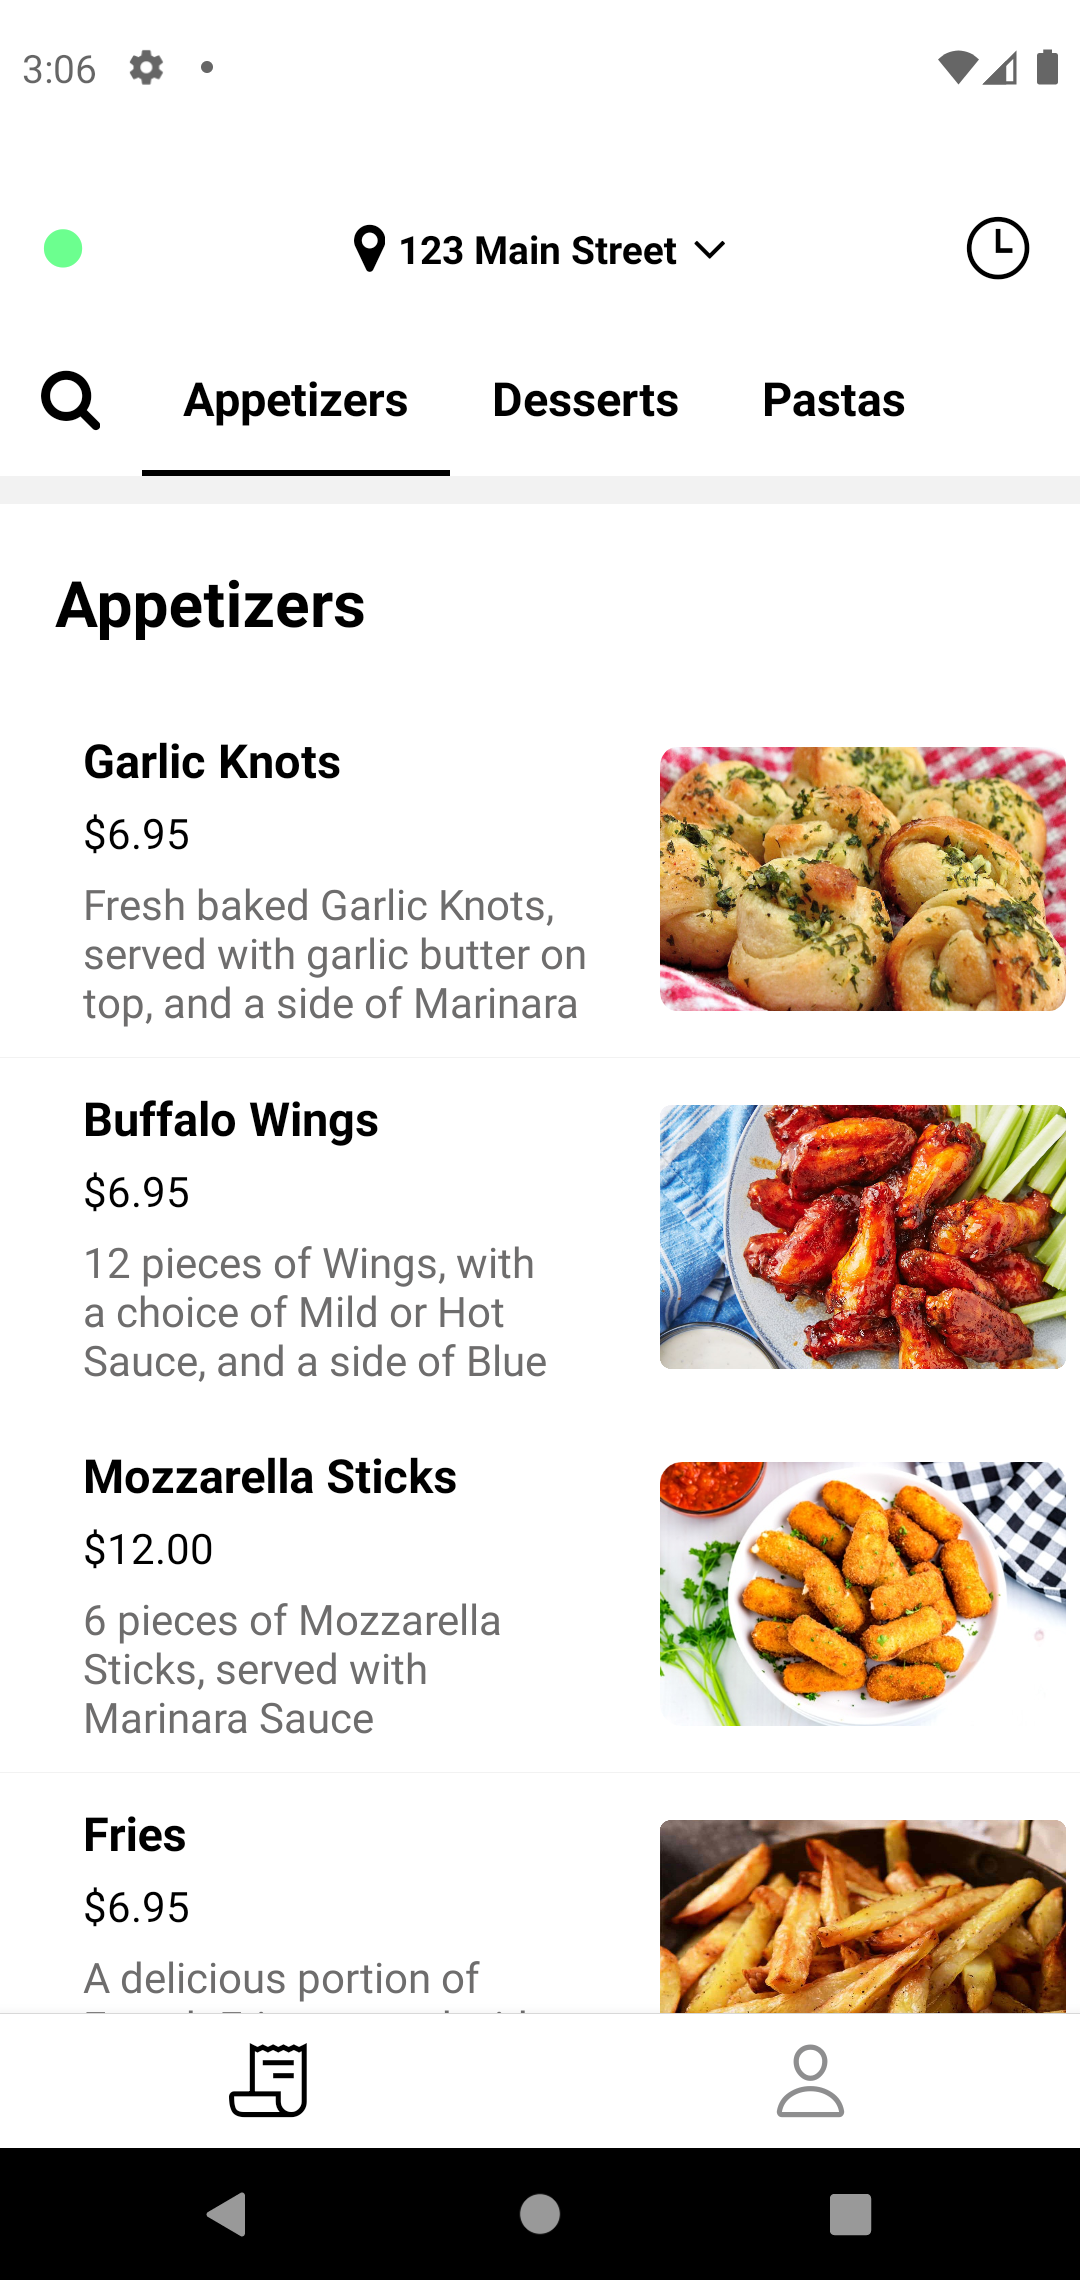 3:06
123 Main Street
Appetizers Desserts Pastas
Appetizers
Garlic Knots
$6.95
Fresh baked Garlic Knots,
served with garlic butter on
top, and a side of Marinara
Buffalo Wings
$6.95
12 pieces of Wings, with
a choice of Mild or Hot
Sauce, and a side of Blue
Mozzarella Sticks
$12.00
6 pieces of Mozzarella
Sticks, served with
Marinara Sauce
Fries
$6.95
A delicious portion of